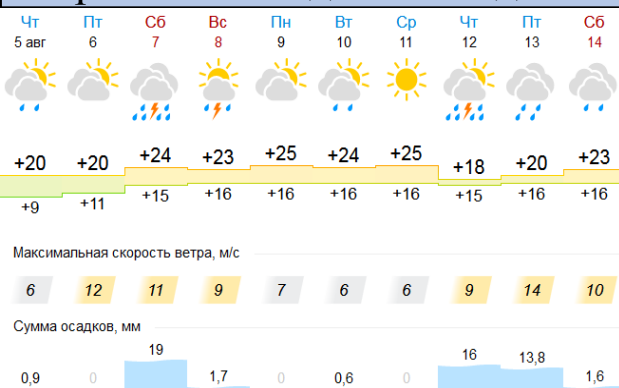 Чт Пт Сб Вс Пн Вт Ср Чт Пт Сб
5 авг 6 7 8 9 10 11 12 13 14
+20 +20 +24 +23 +25 +24 +25 +18 +20 +23
+9 +11 +15 +16 +16 +16 +16 +15 +16 +16
Максимальная скорость ветра, м/с
6 12 11 9 7 6 6 9 14 10
Сумма осадков, мм
0,9 0 19 1,7 0 0,6 0 16 13,8 1,6